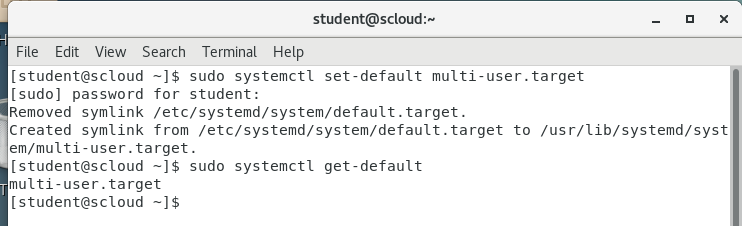 student@scloud:~
File Edit View Search Terminal Help
[student@scloud ~]$ sudo systemctl set-default multi-user.target
[sudo] password for student:
Removed symlink /etc/systemd/system/default.target.
Created symlink from /etc/systemd/system/default.target to /usr/lib/systemd/syst
em/multi-user.target.
[student@scloud ~]$ sudo systemctl get-default
multi-user.target
[student@scloud ~]$